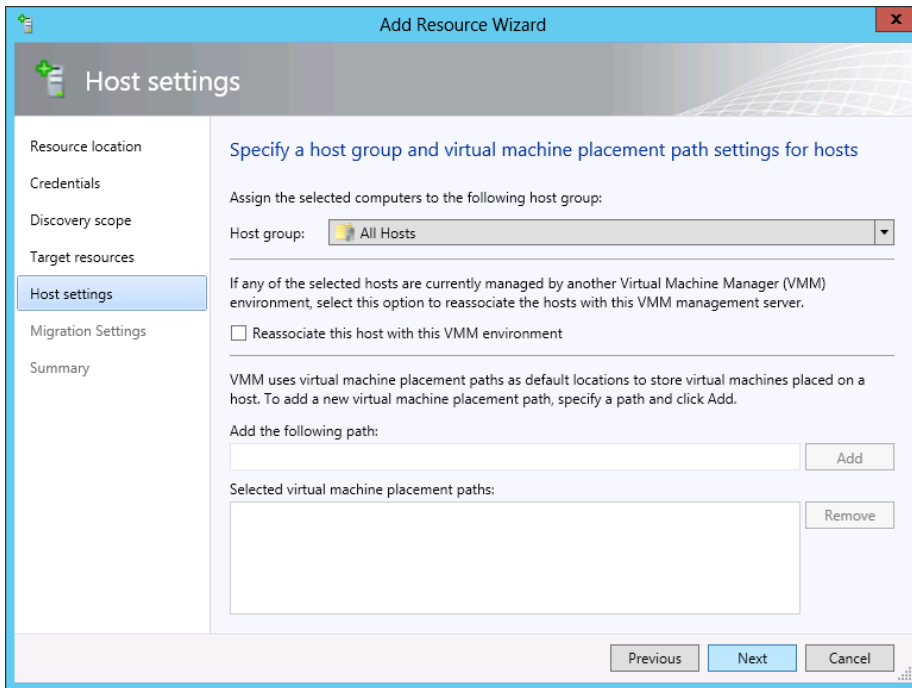 Add Resource Wizard
x
Host settings
Resource location
Credentials
Discovery scope
Target resources
Host settings
Migration Settings
Summary
Specify a host group and virtual machine placement path settings for hosts
Assign the selected computers to the following host group:
Host group: All Hosts
If any of the selected hosts are currently managed by another Virtual Machine Manager (VMM)
environment, select this option to reassociate the hosts with this VMM management server.
Reassociate this host with this VMM environment
VMM uses virtual machine placement paths as default locations to store virtual machines placed on a
host. To add a new virtual machine placement path, specify a path and click Add.
Add the following path:
Add
Selected virtual machine placement paths:
Remove
Previous Next Cancel